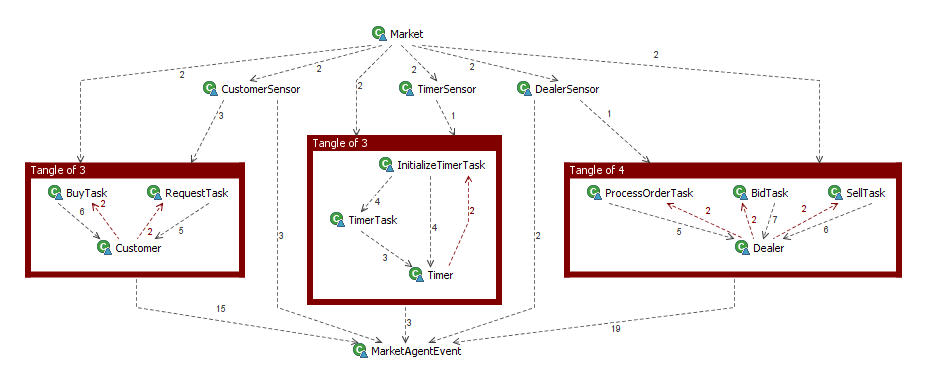 Market
2
2
2
2
2
2
CustomerSensor
TimerSensor
DealerSensor
3
1
1
Tangle of 3
BuyTask
RequestTask
2
6
2
5
Customer
Tangle of 3
InitializeTimerTask
4
TimerTask
4
2
3
Timer
Tangle of 4
ProcessOrderTask
BidTask
SellTask
2
2
7
2
5
6
Dealer
3
2
15
3
19
MarketAgentEvent